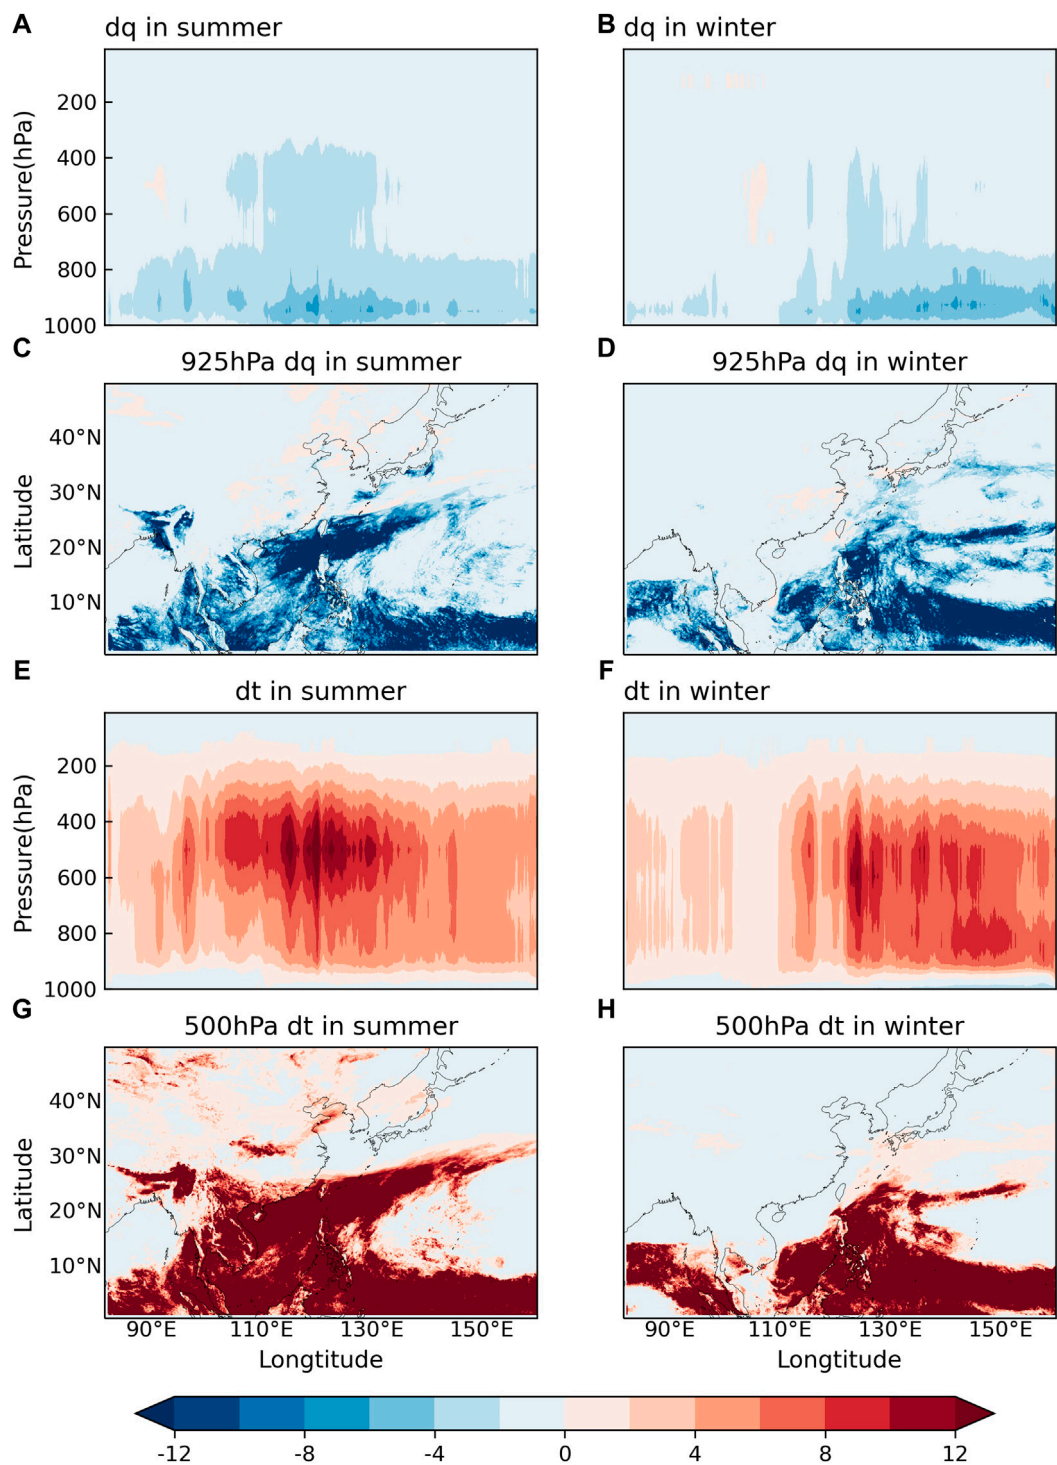 A
dq in summer
B
dq in winter
Pressure(hPa)
200
400
600
800
1000
C
925hPa dq in summer
D
925hPa dq in winter
Latitude
40°N
30°N
20°N
10°N
E
dt in summer
F
dt in winter
Pressure(hPa)
200
400
600
800
1000
G
500hPa dt in summer
H
500hPa dt in winter
Latitude
40°N
30°N
20°N
10°N
90°E 110°E 130°E 150°E
90°E 110°E 130°E 150°E
Longtitude
Longtitude
-12 -8 -4 0 4 8 12